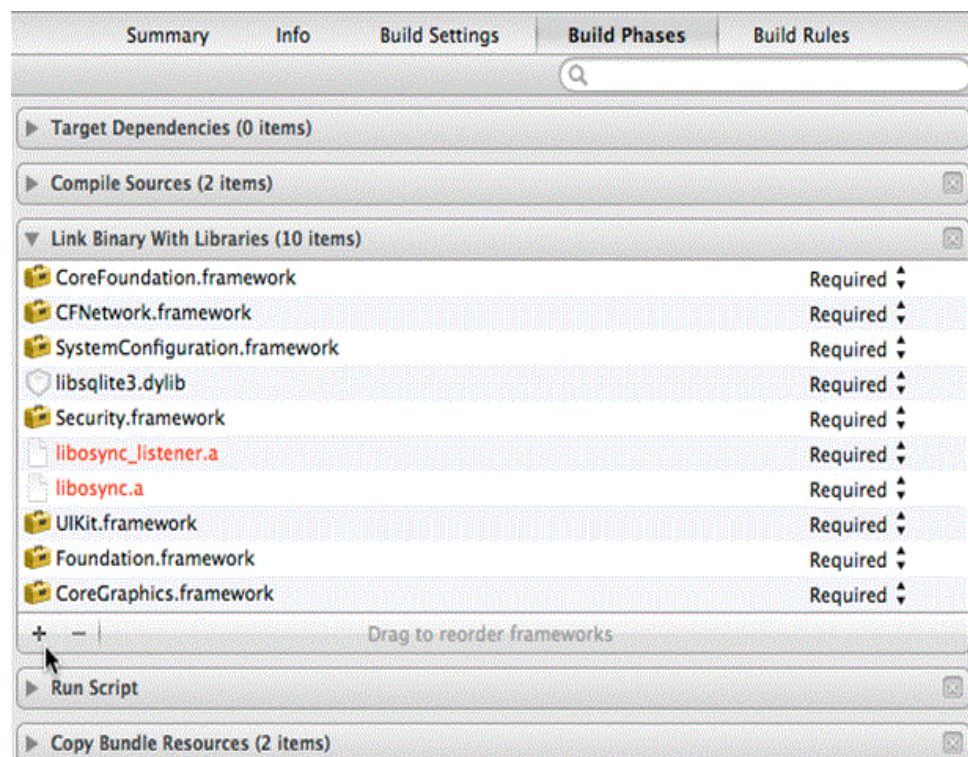 Summary Info Build Settings Build Phases Build Rules
Target Dependencies (0 items)
Compile Sources (2 items)
Link Binary With Libraries (10 items)
CoreFoundation.framework Required
CFNetwork.framework Required
SystemConfiguration.framework Required
libsqlite3.dylib Required
Security.framework Required
libosync_listener.a Required
libosync.a Required
UIKit.framework Required
Foundation.framework Required
CoreGraphics.framework Required
+ − Drag to reorder frameworks
Run Script
Copy Bundle Resources (2 items)